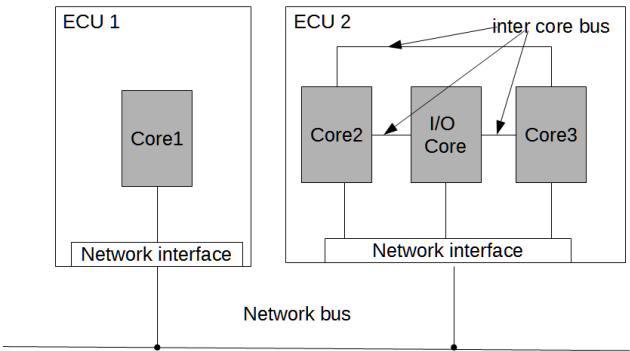 ECU 1
ECU 2
inter core bus
Core1
Core2
I/O
Core
Core3
Network interface
Network interface
Network bus